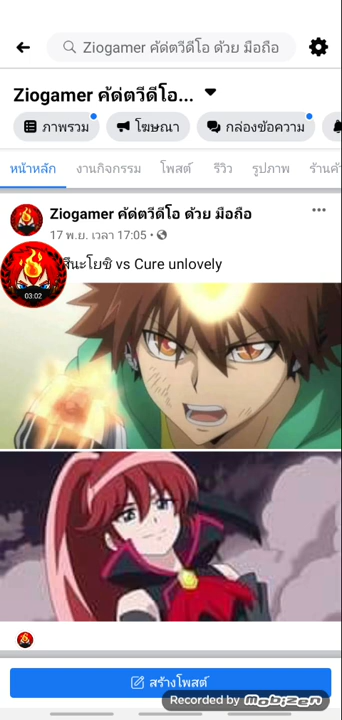 Ziogamer คัด่ตวีดีโอ ด้วย มือถือ
Ziogamer คัด่ตวีดีโอ...
ภาพรวม
โฆษณา
กล่องข้อความ
หน้าหลัก
งานกิจกรรม
โพสต์
รีวิว
รูปภาพ
ร้านค้า
Ziogamer คัด่ตวีดีโอ ด้วย มือถือ
17 พ.ย. เวลา 17:05
สึนะโยชิ vs Cure unlovely
03:02
สร้างโพสต์
Recorded by Mobizen